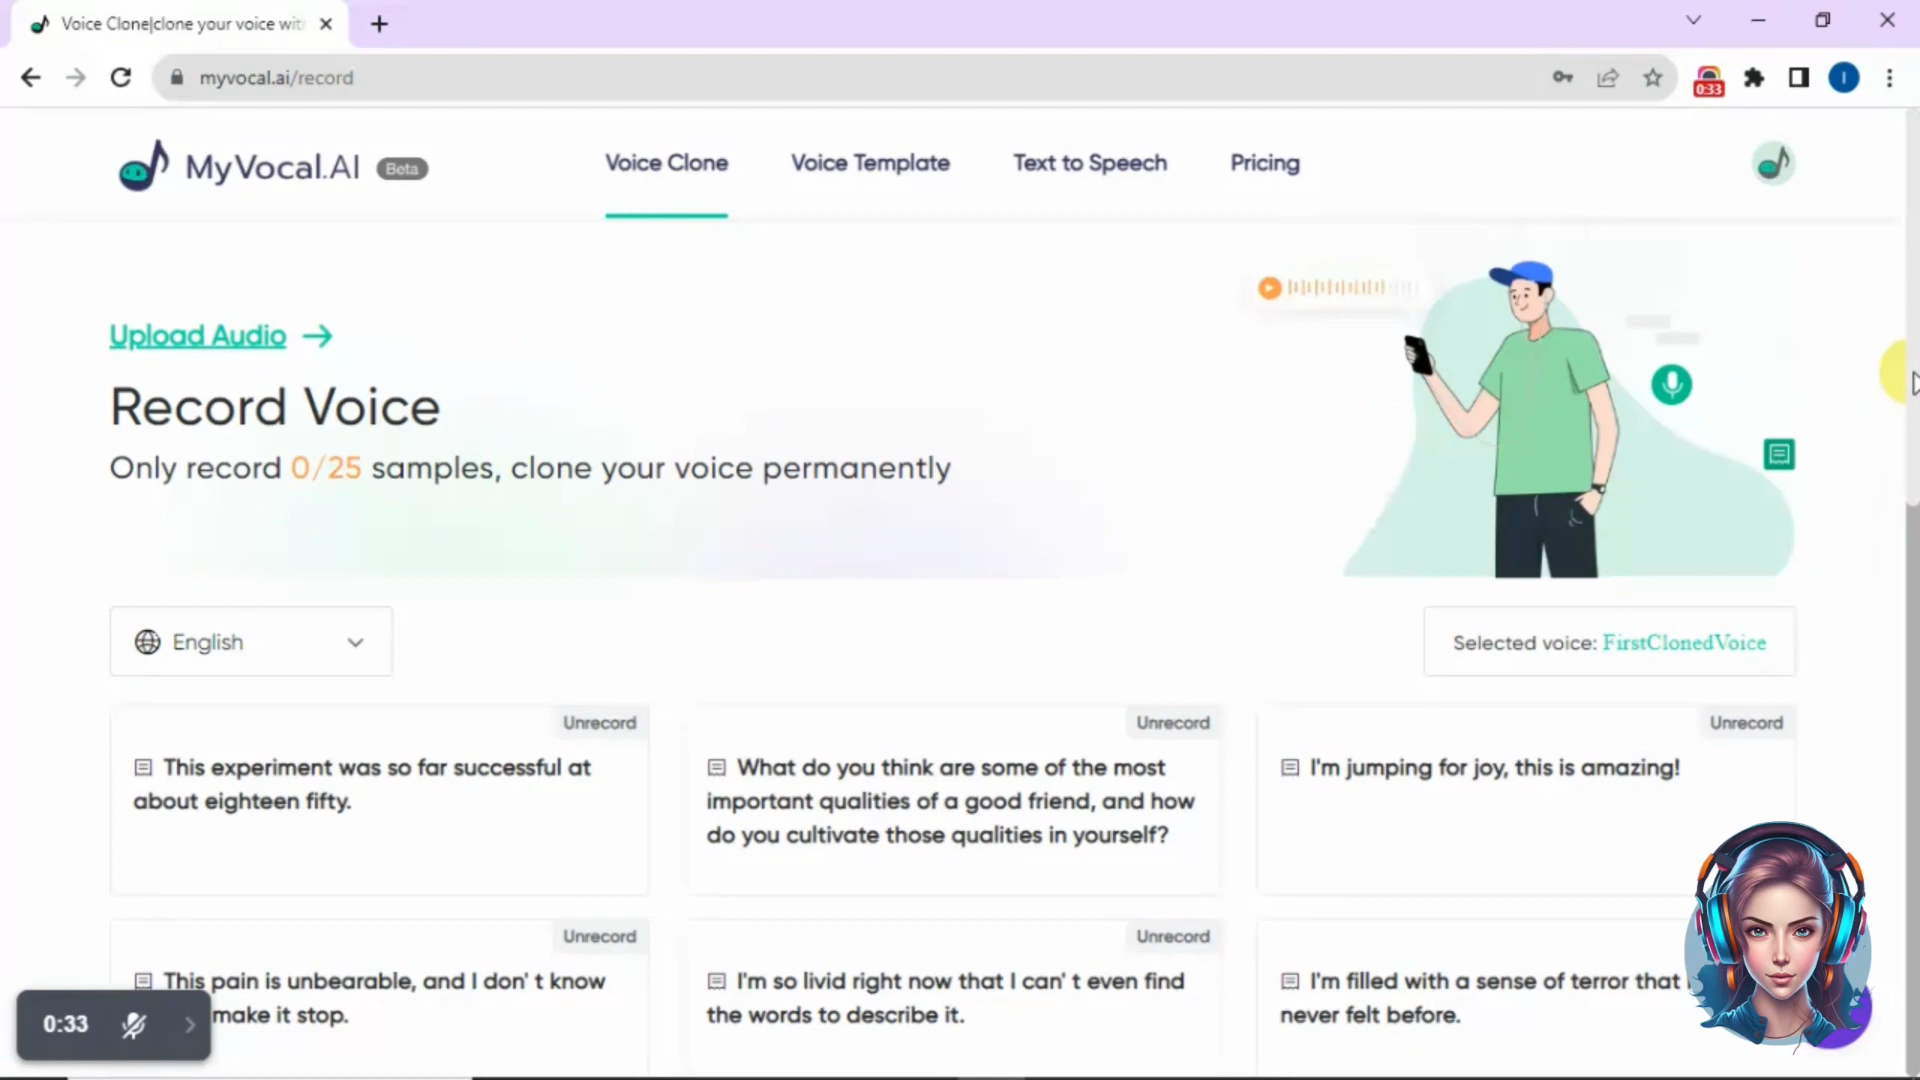 Voice Clone|clone your voice wit
myvocal.ai/record
0:33
I
MyVocal.AI Beta
Voice Clone
Voice Template
Text to Speech
Pricing
Upload Audio
Record Voice
Only record 0/25 samples, clone your voice permanently
English
Selected voice: FirstClonedVoice
Unrecord
This experiment was so far successful at
about eighteen fifty.
Unrecord
What do you think are some of the most
important qualities of a good friend, and how
do you cultivate those qualities in yourself?
Unrecord
I'm jumping for joy, this is amazing!
Unrecord
This pain is unbearable, and I don' t know
make it stop.
Unrecord
I'm so livid right now that I can' t even find
the words to describe it.
I'm filled with a sense of terror that
never felt before.
0:33